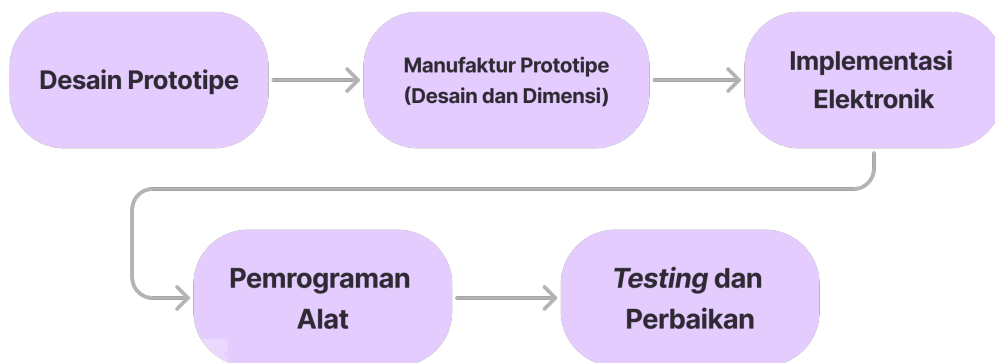 Desain Prototipe
Manufaktur Prototipe
(Desain dan Dimensi)
Implementasi
Elektronik
Pemrograman
Alat
Testing dan
Perbaikan